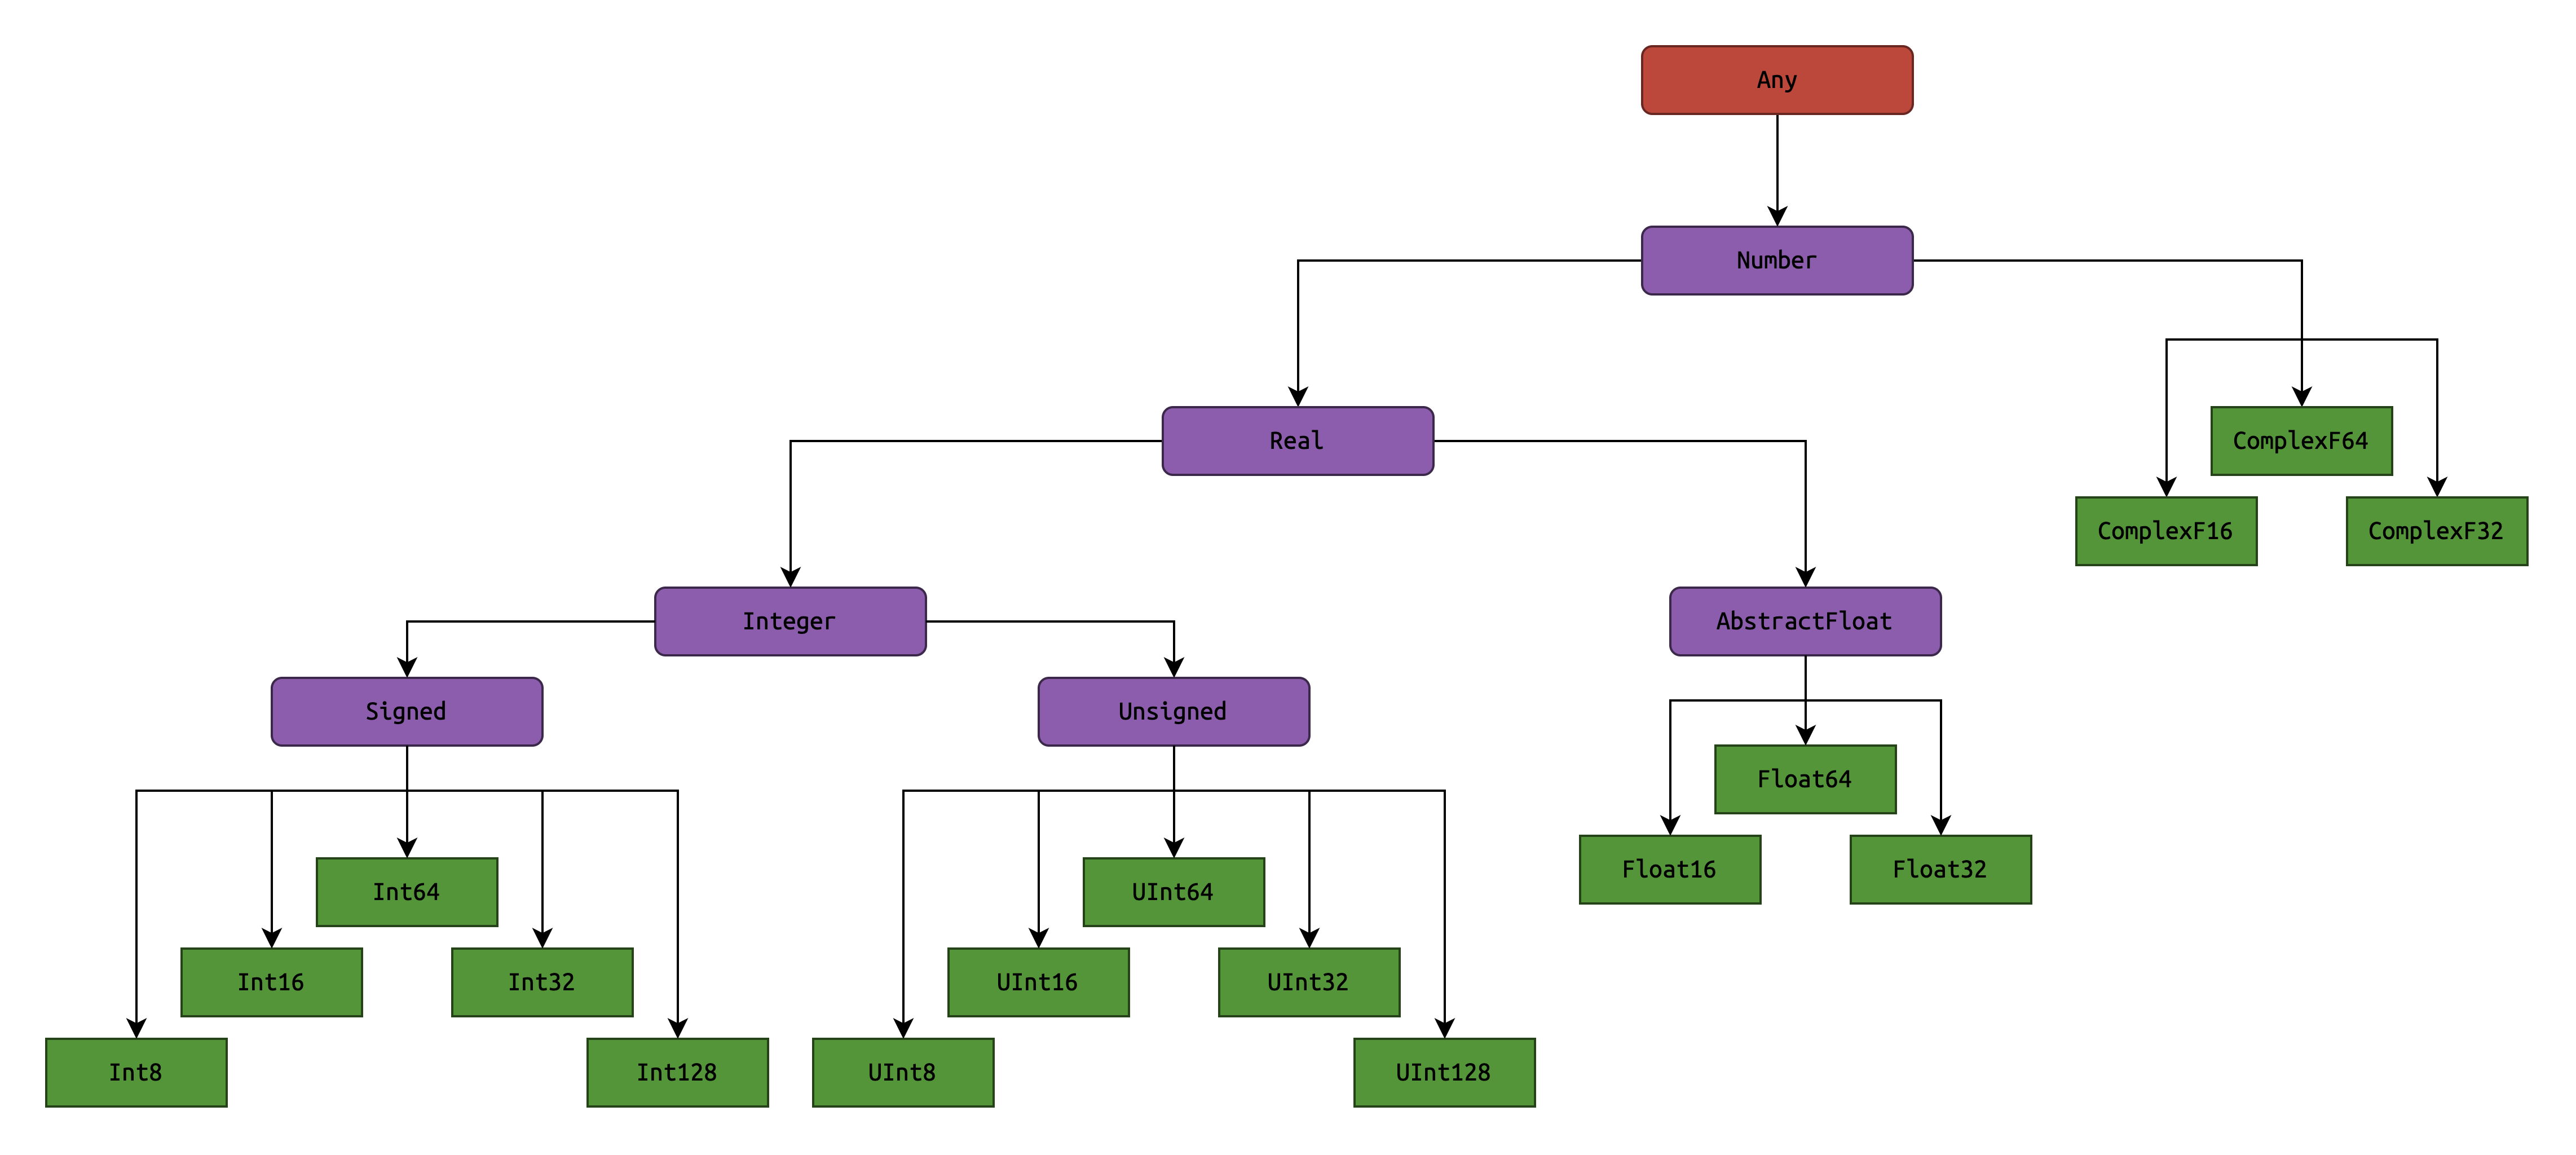 Any
Number
Real
ComplexF64
ComplexF16
ComplexF32
Integer
AbstractFloat
Signed
Unsigned
Float64
Float16
Float32
Int64
UInt64
Int16
Int32
UInt16
UInt32
Int8
Int128
UInt8
UInt128